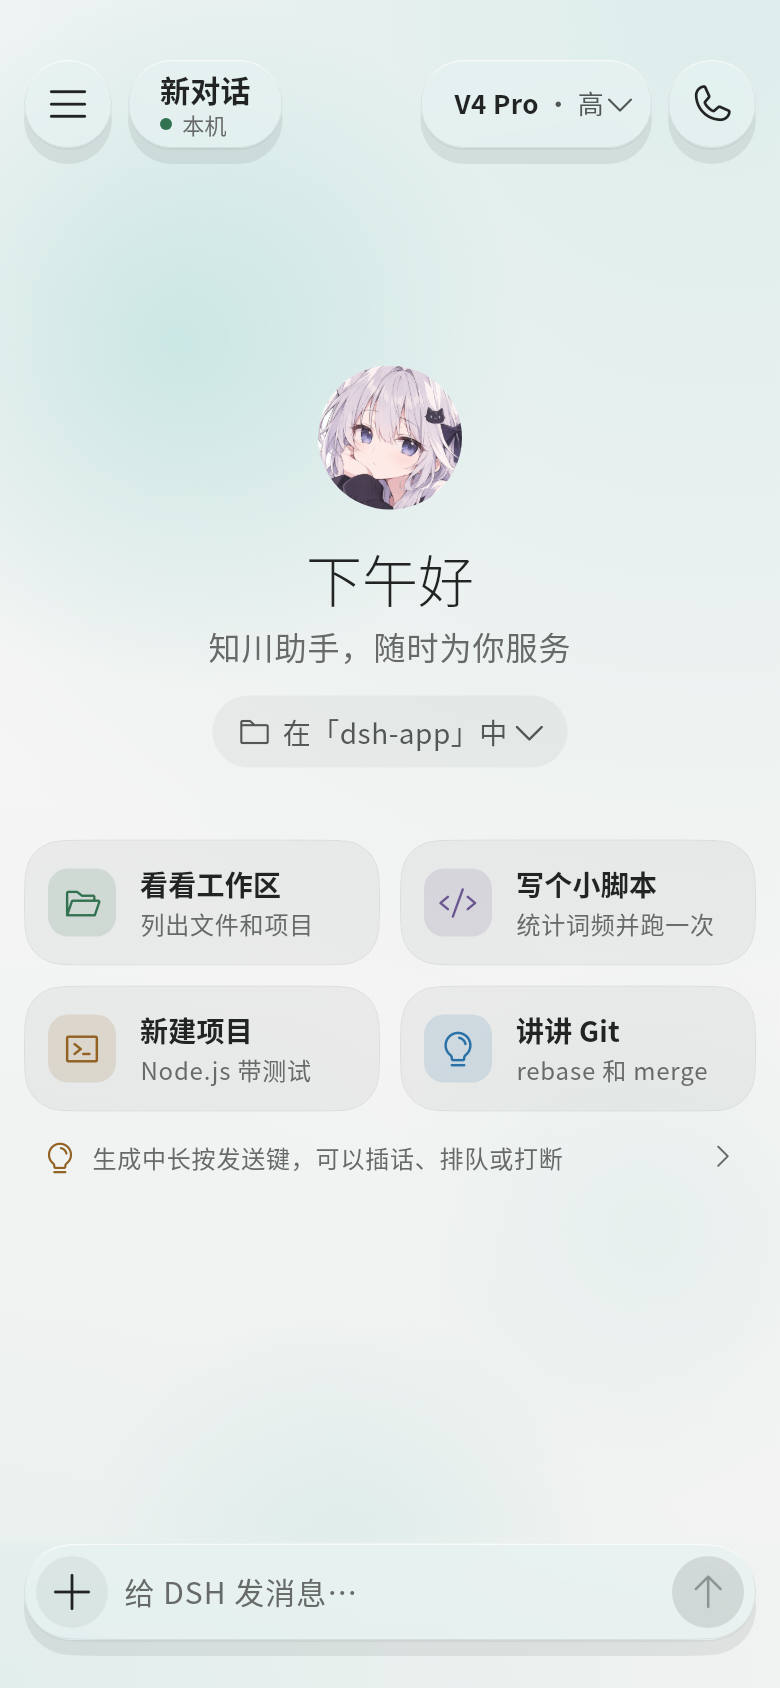 新对话
本机
V4 Pro · 高
下午好
知川助手，随时为你服务
在「dsh-app」中
看看工作区
列出文件和项目
写个小脚本
统计词频并跑一次
新建项目
Node.js 带测试
讲讲 Git
rebase 和 merge
生成中长按发送键，可以插话、排队或打断
给 DSH 发消息…